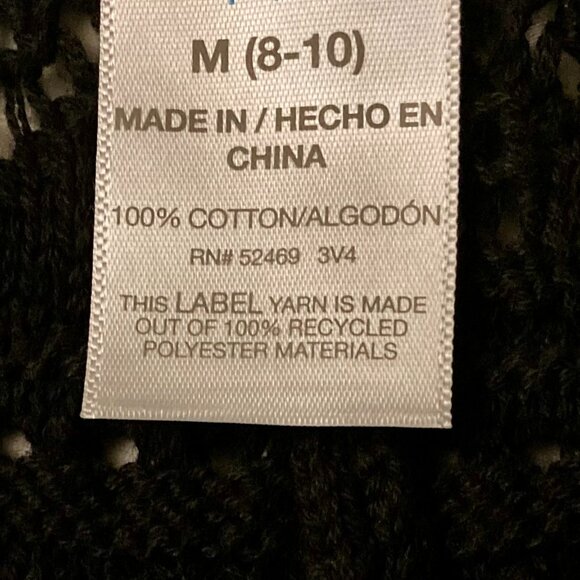 M (8-10)
MADE IN / HECHO EN
CHINA
100% COTTON/ALGODÓN
RN# 52469 3V4
THIS LABEL YARN IS MADE
OUT OF 100% RECYCLED
POLYESTER MATERIALS